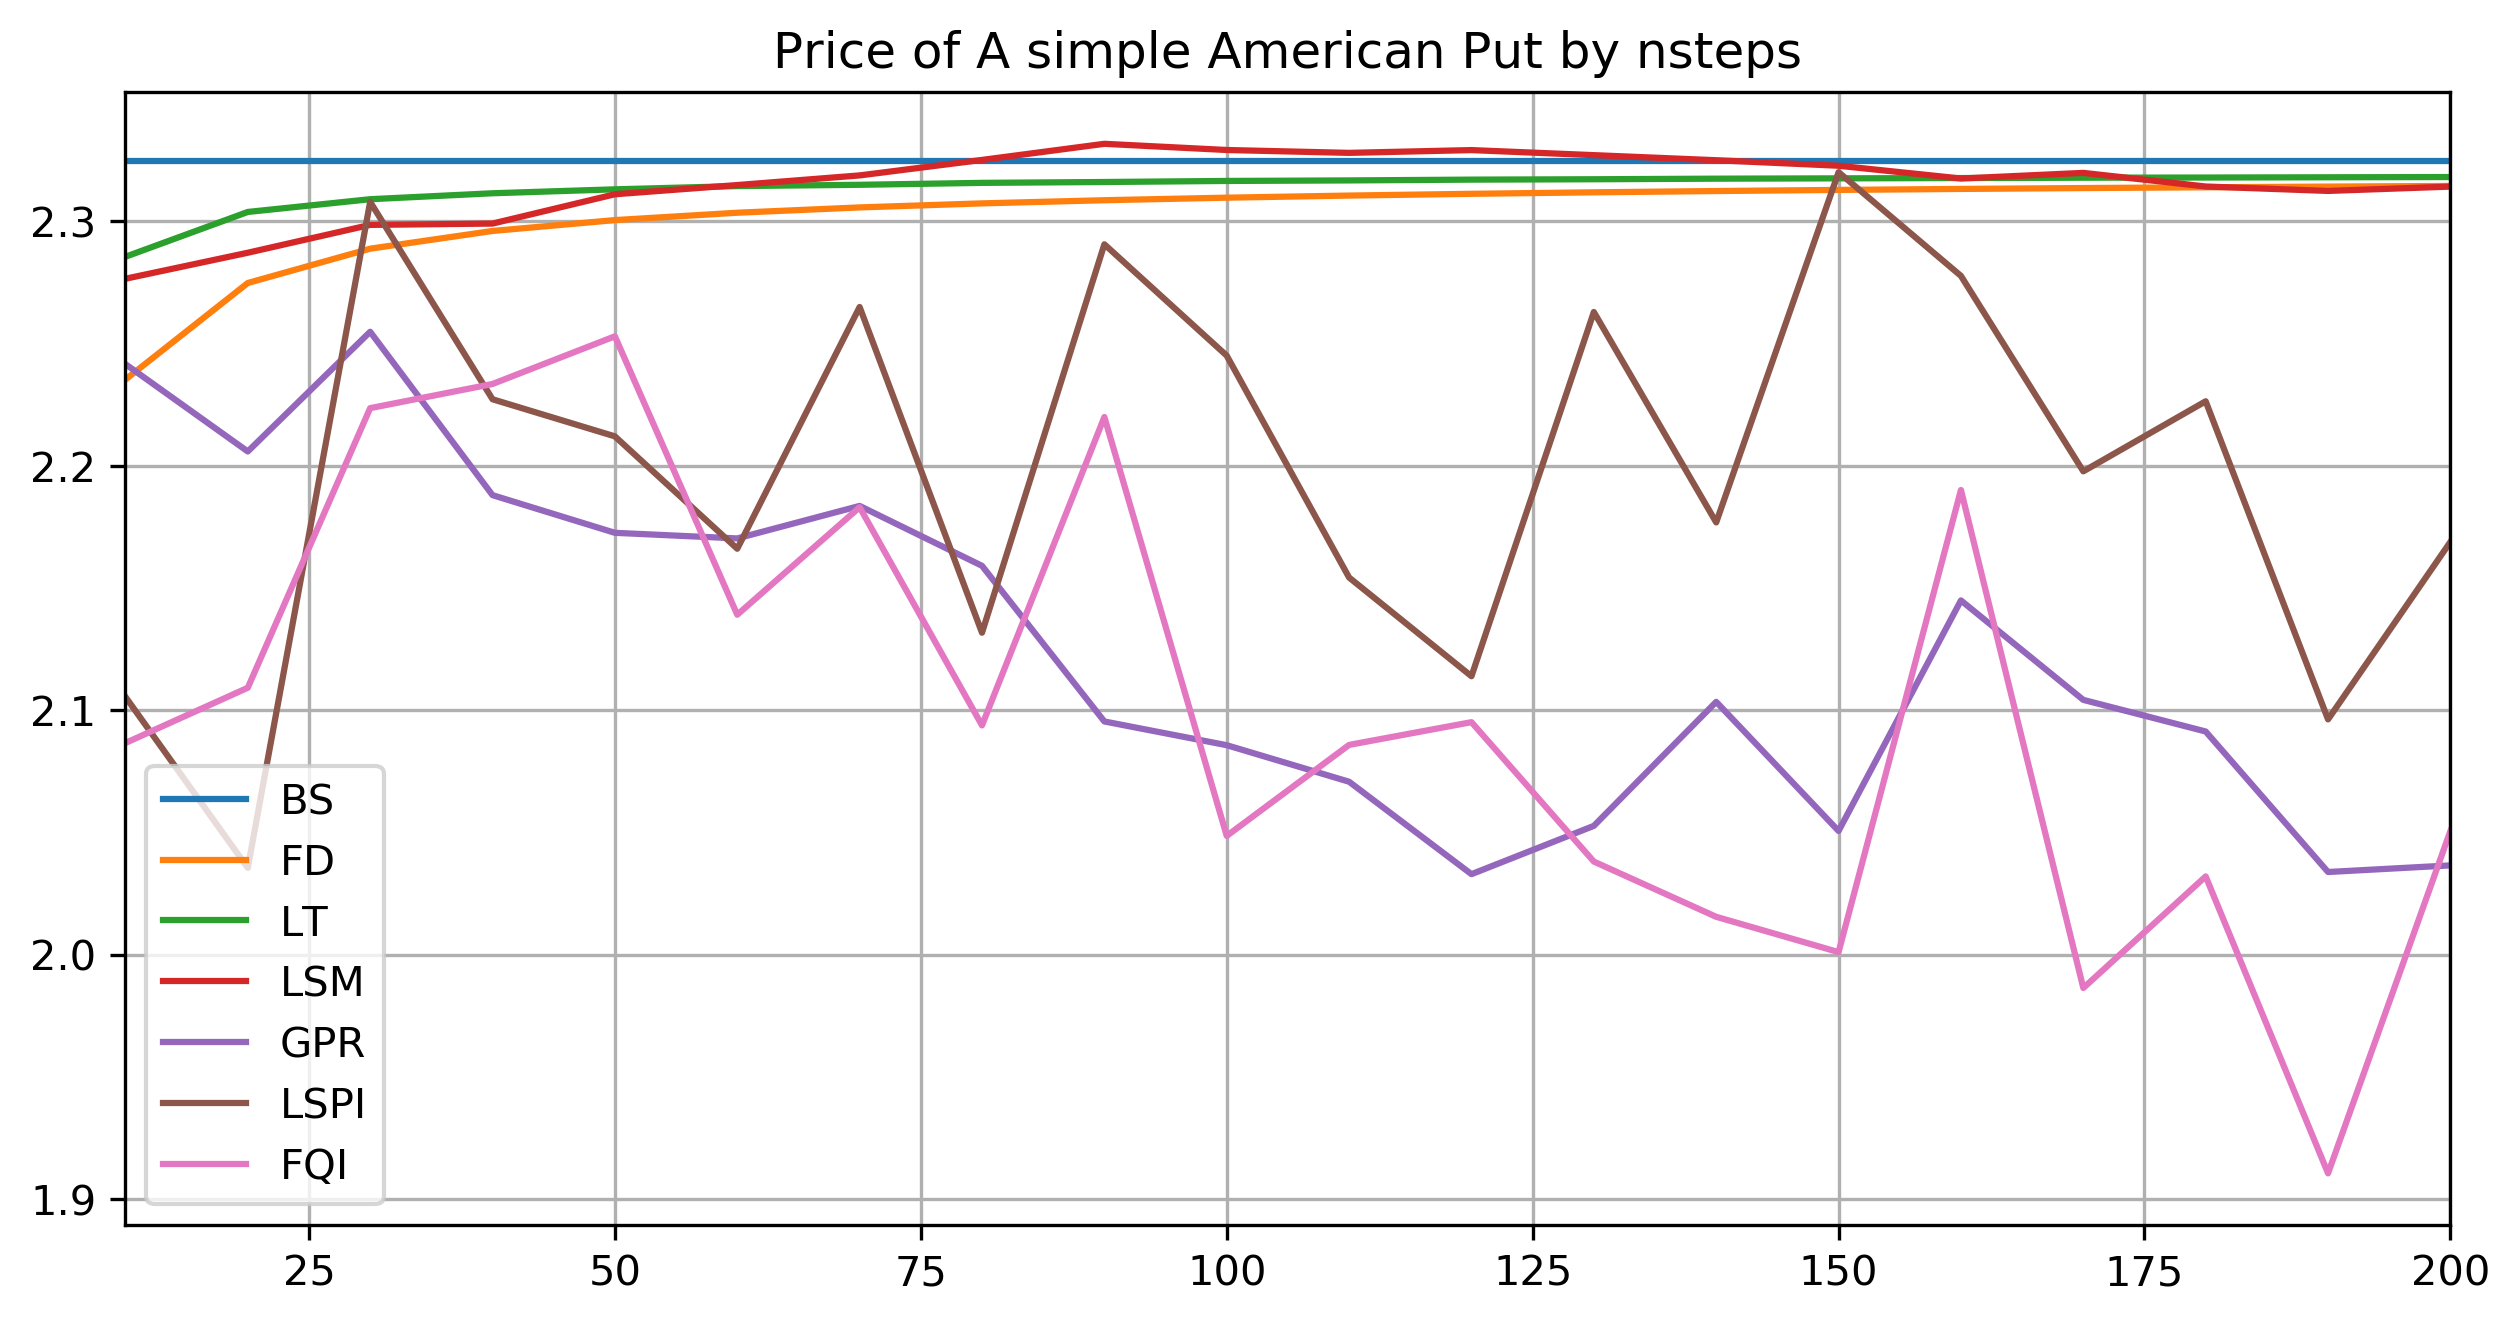 Price of A simple American Put by nsteps
2.3
2.2
2.1
2.0
1.9
BS
FD
LT
LSM
GPR
LSPI
FQI
25 50 75 100 125 150 175 200